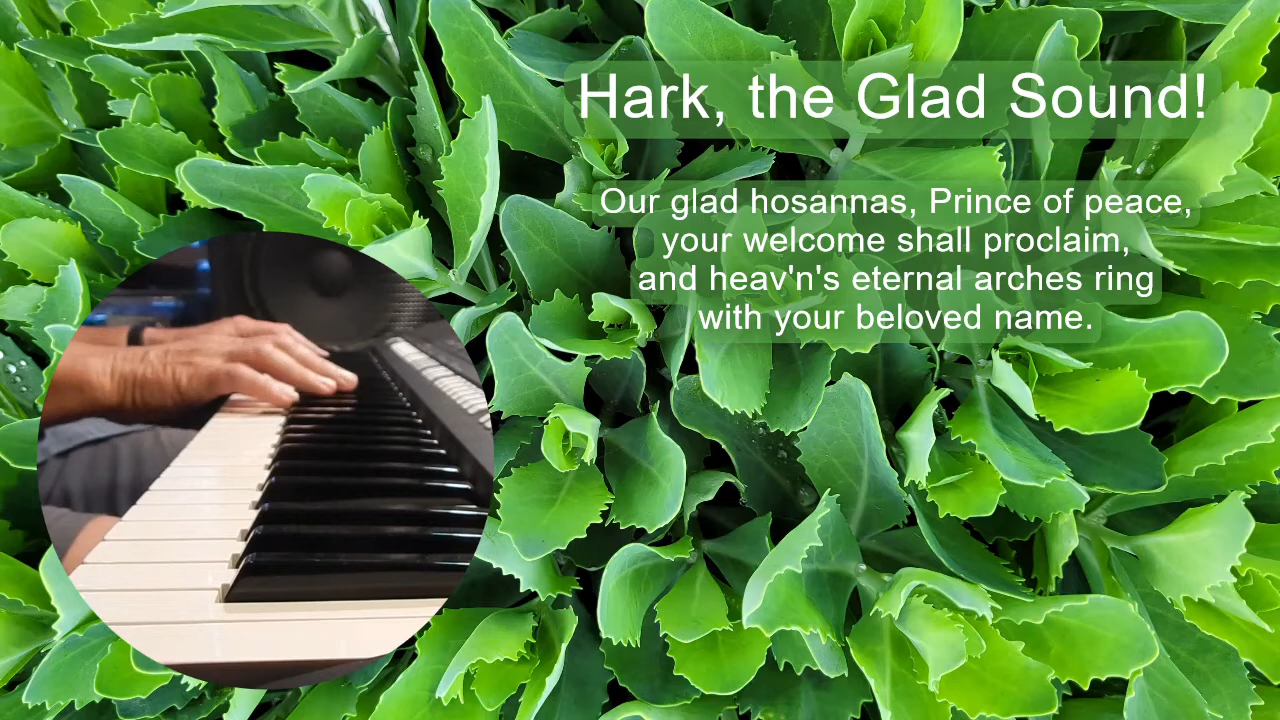 Hark, the Glad Sound!
Our glad hosannas, Prince of peace,
your welcome shall proclaim,
and heav'n's eternal arches ring
with your beloved name.